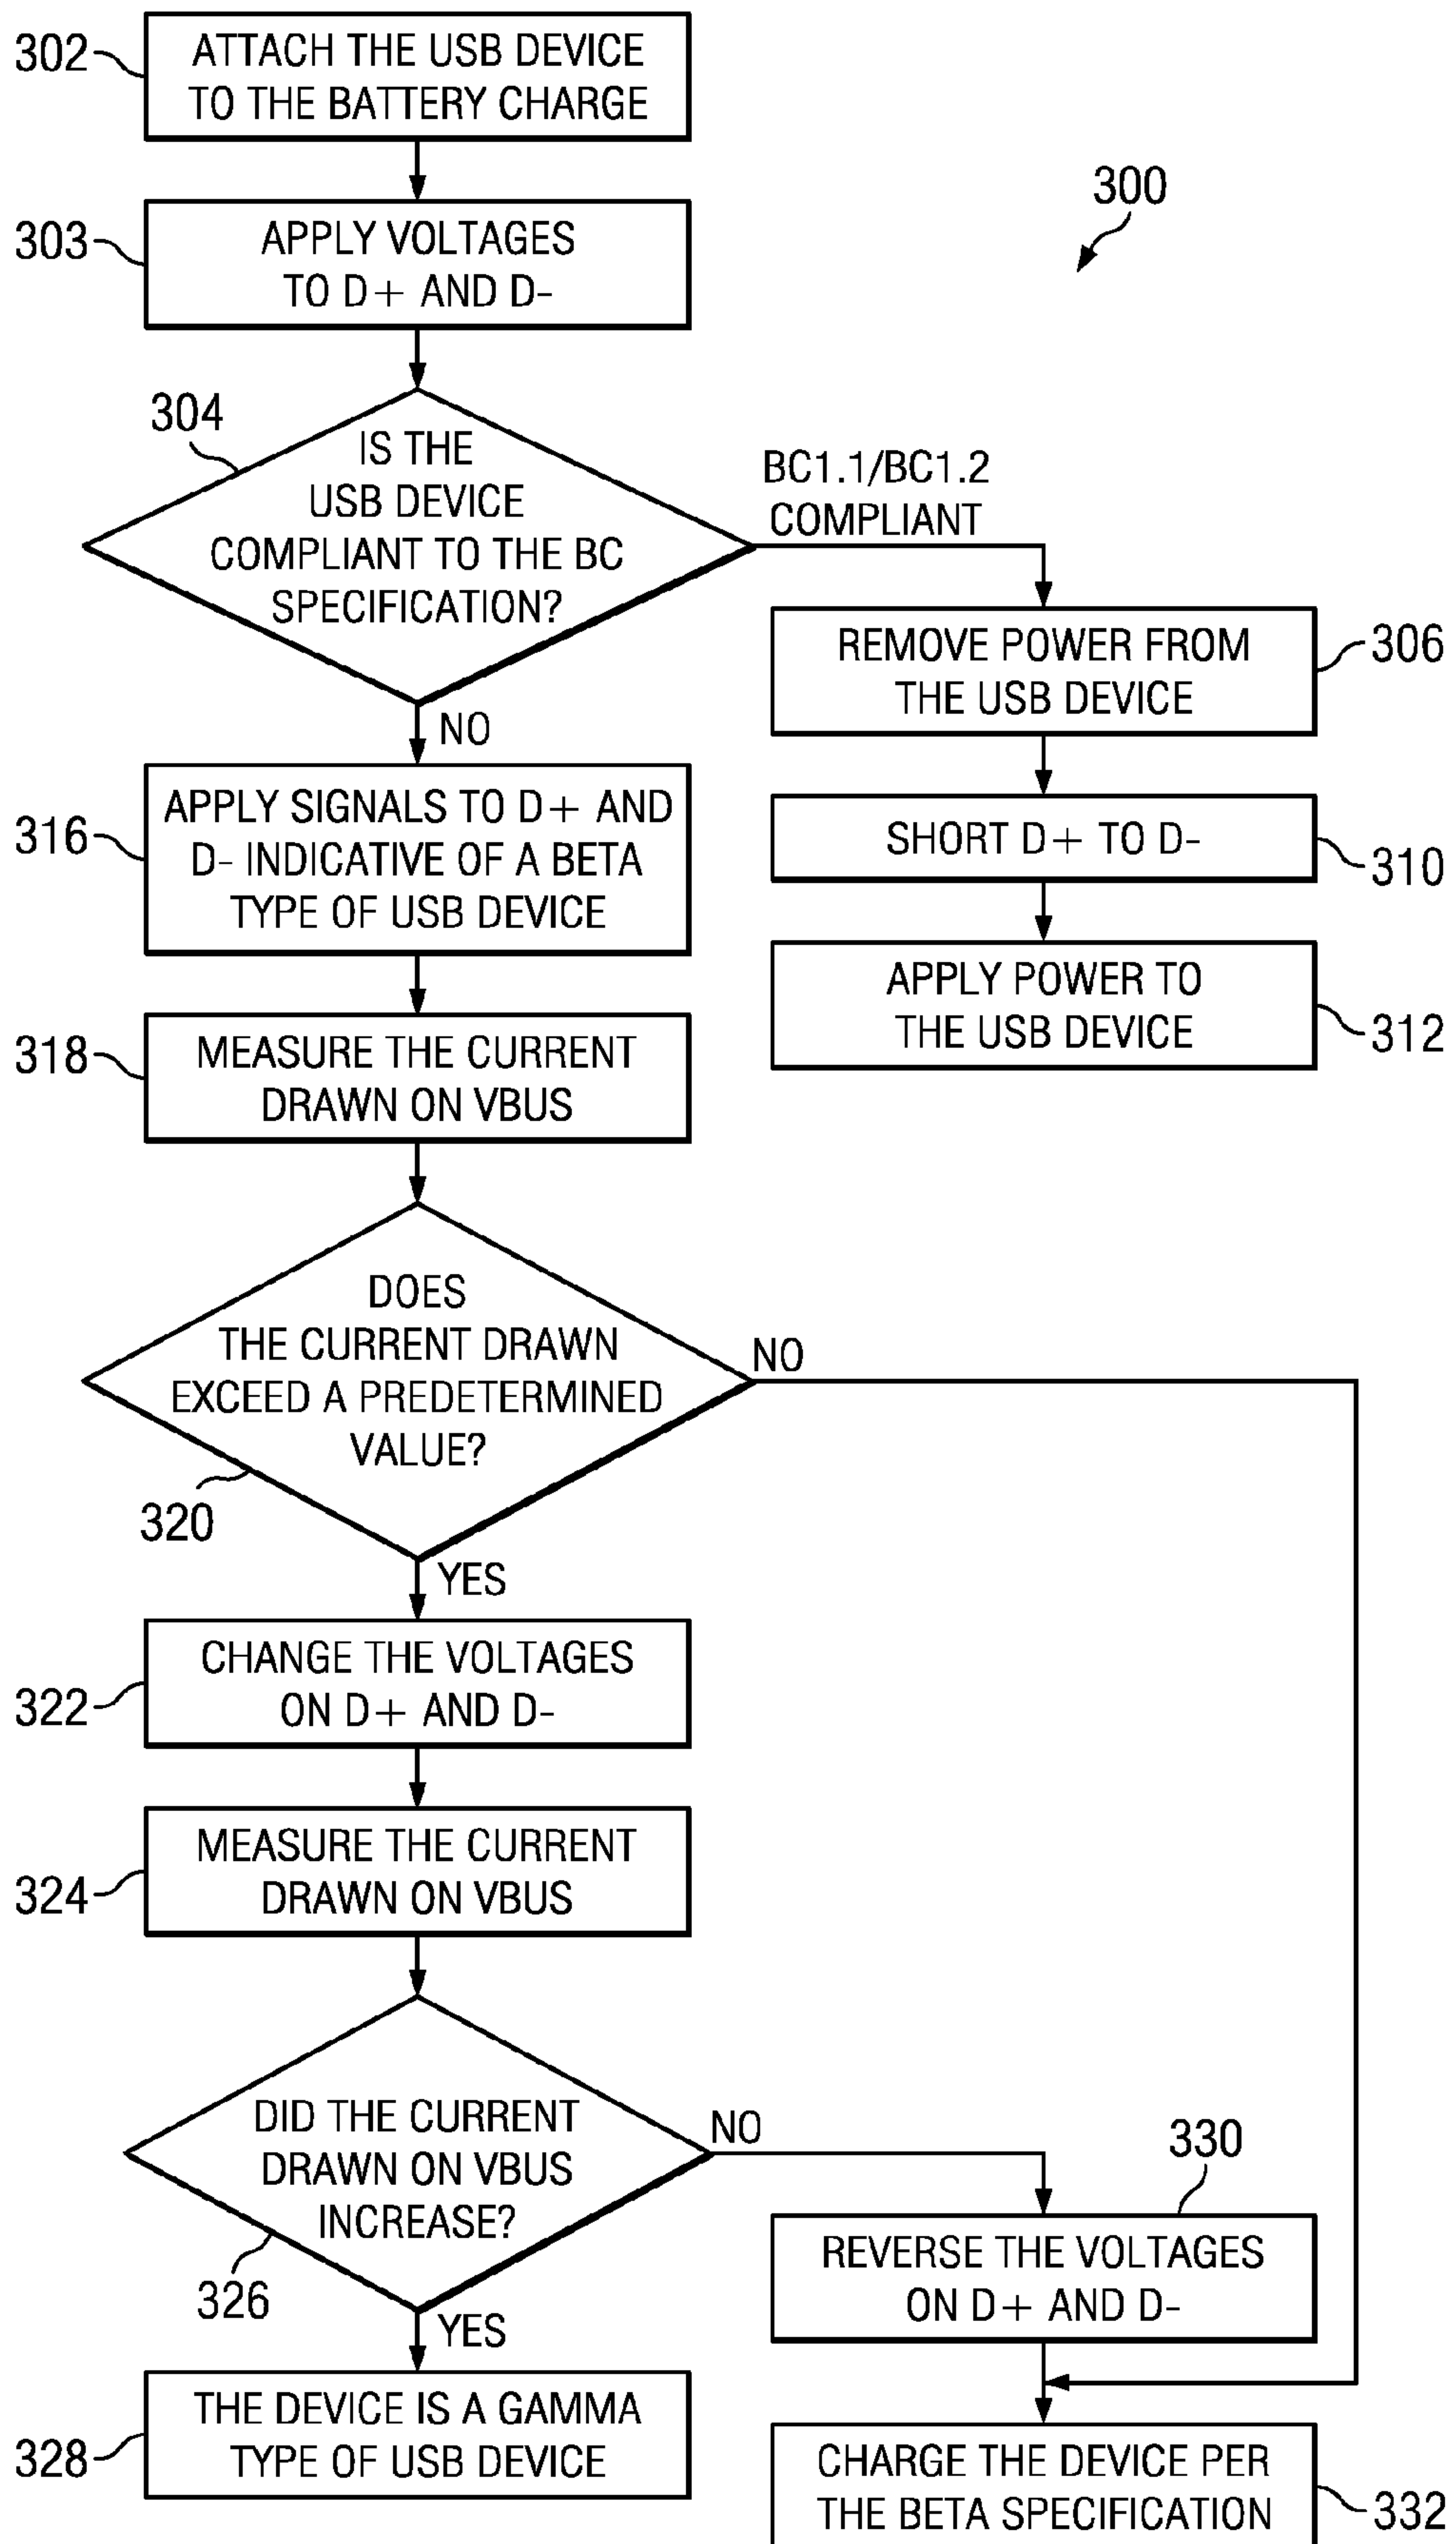 302
ATTACH THE USB DEVICE
TO THE BATTERY CHARGE
300
303
APPLY VOLTAGES
TO D+ AND D-
304
IS THE
USB DEVICE
COMPLIANT TO THE BC
SPECIFICATION?
BC1.1/BC1.2
COMPLIANT
NO
306
REMOVE POWER FROM
THE USB DEVICE
310
SHORT D+ TO D-
312
APPLY POWER TO
THE USB DEVICE
316
APPLY SIGNALS TO D+ AND
D- INDICATIVE OF A BETA
TYPE OF USB DEVICE
318
MEASURE THE CURRENT
DRAWN ON VBUS
DOES
THE CURRENT DRAWN
EXCEED A PREDETERMINED
VALUE?
NO
320
YES
322
CHANGE THE VOLTAGES
ON D+ AND D-
324
MEASURE THE CURRENT
DRAWN ON VBUS
DID THE CURRENT
DRAWN ON VBUS
INCREASE?
NO
326
YES
330
REVERSE THE VOLTAGES
ON D+ AND D-
328
THE DEVICE IS A GAMMA
TYPE OF USB DEVICE
CHARGE THE DEVICE PER
THE BETA SPECIFICATION
332